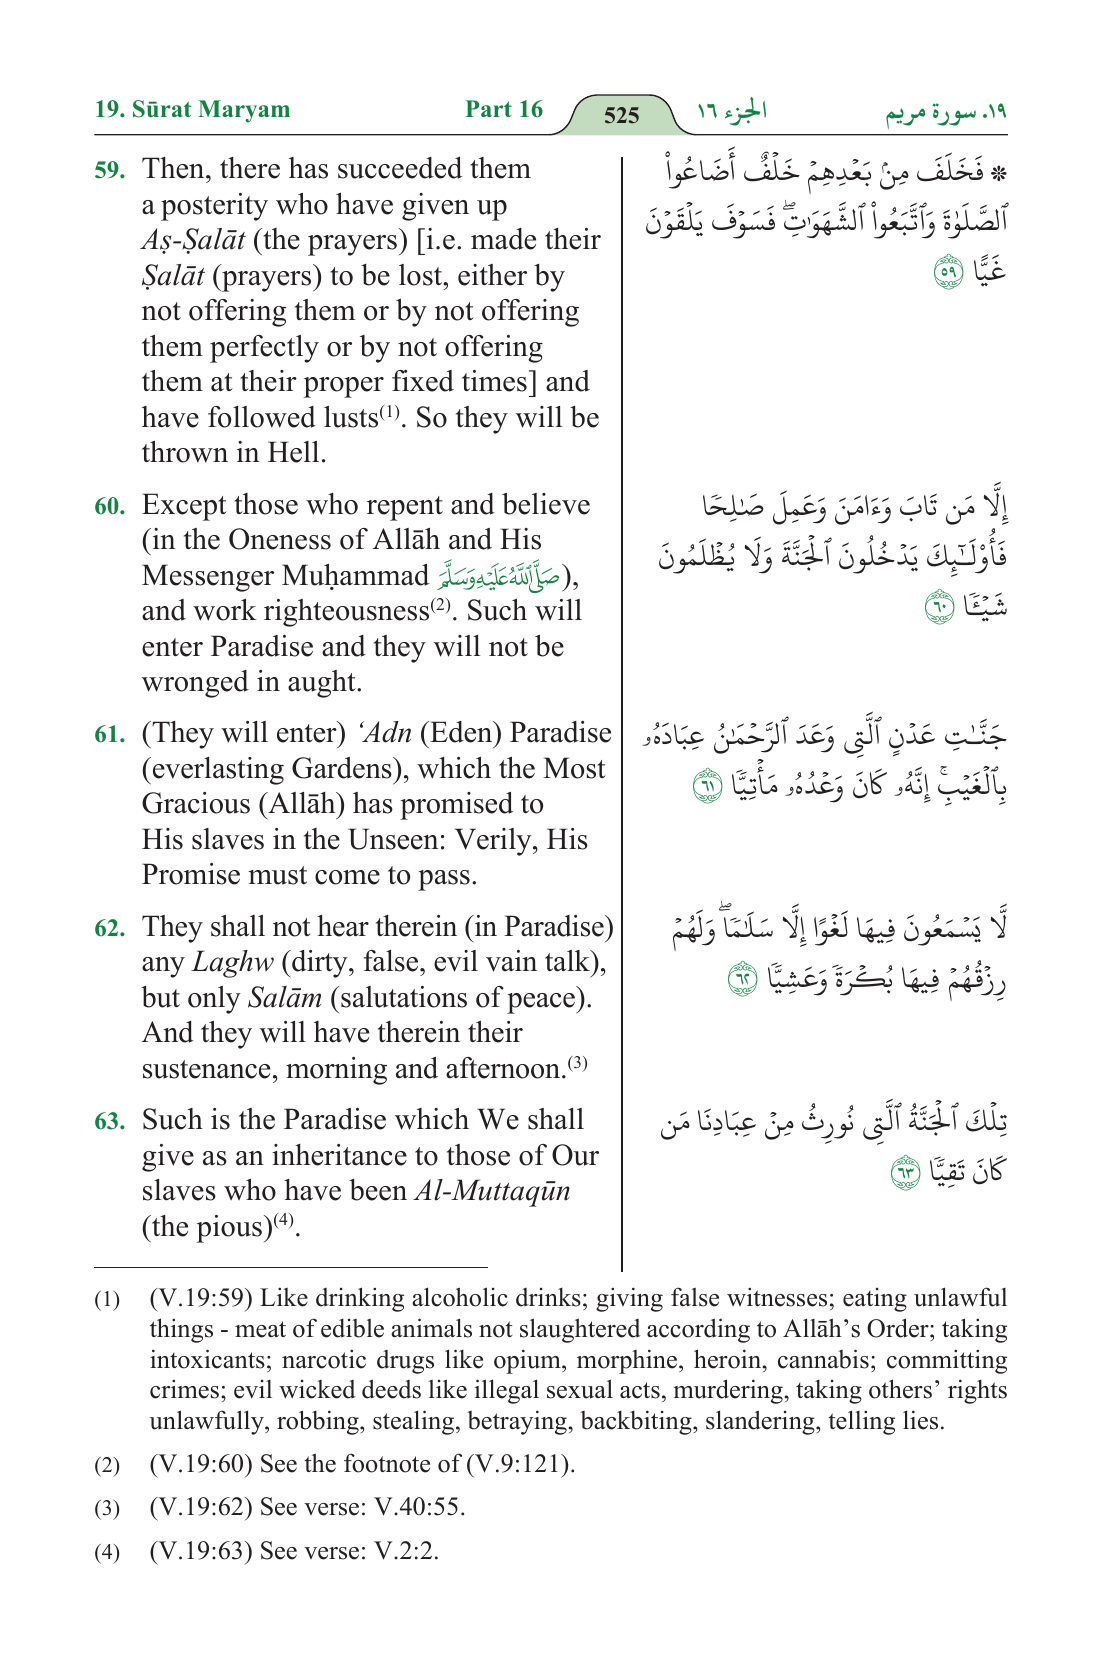 19. Sūrat Maryam Part 16 525 الجزء ١٦ ١٩. سورة مريم
59. Then, there has succeeded them
a posterity who have given up
Aṣ-Ṣalāt (the prayers) [i.e. made their
Ṣalāt (prayers) to be lost, either by
not offering them or by not offering
them perfectly or by not offering
them at their proper fixed times] and
have followed lusts(1). So they will be
thrown in Hell.
۞ فَخَلَفَ مِنۢ بَعۡدِهِمۡ خَلۡفٌ أَضَاعُواْ
ٱلصَّلَوٰةَ وَٱتَّبَعُواْ ٱلشَّهَوَٰتِۖ فَسَوۡفَ يَلۡقَوۡنَ
غَيًّا ٥٩
60. Except those who repent and believe
(in the Oneness of Allāh and His
Messenger Muḥammad صَلَّى ٱللَّهُ عَلَيْهِ وَسَلَّمَ),
and work righteousness(2). Such will
enter Paradise and they will not be
wronged in aught.
إِلَّا مَن تَابَ وَءَامَنَ وَعَمِلَ صَٰلِحٗا
فَأُوْلَٰٓئِكَ يَدۡخُلُونَ ٱلۡجَنَّةَ وَلَا يُظۡلَمُونَ
شَيۡـٔٗا ٦٠
61. (They will enter) ‘Adn (Eden) Paradise
(everlasting Gardens), which the Most
Gracious (Allāh) has promised to
His slaves in the Unseen: Verily, His
Promise must come to pass.
جَنَّٰتِ عَدۡنٍ ٱلَّتِي وَعَدَ ٱلرَّحۡمَٰنُ عِبَادَهُۥ
بِٱلۡغَيۡبِۚ إِنَّهُۥ كَانَ وَعۡدُهُۥ مَأۡتِيّٗا ٦١
62. They shall not hear therein (in Paradise)
any Laghw (dirty, false, evil vain talk),
but only Salām (salutations of peace).
And they will have therein their
sustenance, morning and afternoon.(3)
لَّا يَسۡمَعُونَ فِيهَا لَغۡوًا إِلَّا سَلَٰمٗاۖ وَلَهُمۡ
رِزۡقُهُمۡ فِيهَا بُكۡرَةٗ وَعَشِيّٗا ٦٢
63. Such is the Paradise which We shall
give as an inheritance to those of Our
slaves who have been Al-Muttaqūn
(the pious)(4).
تِلۡكَ ٱلۡجَنَّةُ ٱلَّتِي نُورِثُ مِنۡ عِبَادِنَا مَن
كَانَ تَقِيّٗا ٦٣
(1) (V.19:59) Like drinking alcoholic drinks; giving false witnesses; eating unlawful
things - meat of edible animals not slaughtered according to Allāh’s Order; taking
intoxicants; narcotic drugs like opium, morphine, heroin, cannabis; committing
crimes; evil wicked deeds like illegal sexual acts, murdering, taking others’ rights
unlawfully, robbing, stealing, betraying, backbiting, slandering, telling lies.
(2) (V.19:60) See the footnote of (V.9:121).
(3) (V.19:62) See verse: V.40:55.
(4) (V.19:63) See verse: V.2:2.